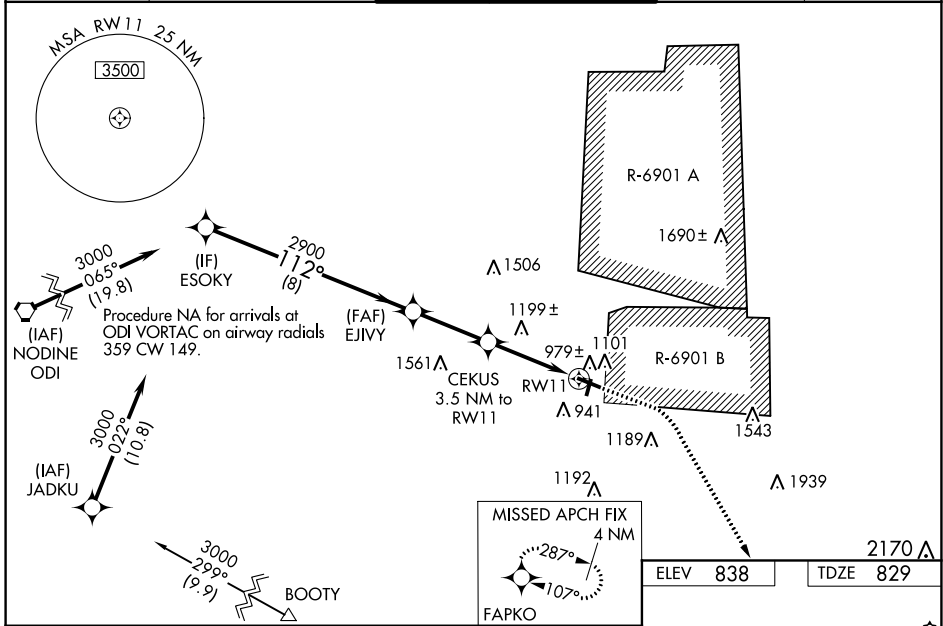 MSA RW11 25 NM
3500
R-6901 A
1690±
3000
065°
(19.8)
(IF)
ESOKY
2900
112°
(8)
1506
(IAF)
NODINE
ODI
Procedure NA for arrivals at
ODI VORTAC on airway radials
359 CW 149.
(FAF)
EJIVY
1199±
1561
CEKUS
3.5 NM to
RW11
979±
1101
RW11
R-6901 B
941
1189
1543
3000
022°
(10.8)
(IAF)
JADKU
1192
1939
MISSED APCH FIX
4 NM
287°
107°
FAPKO
3000
299°
(9.9)
BOOTY
2170
ELEV 838
TDZE 829